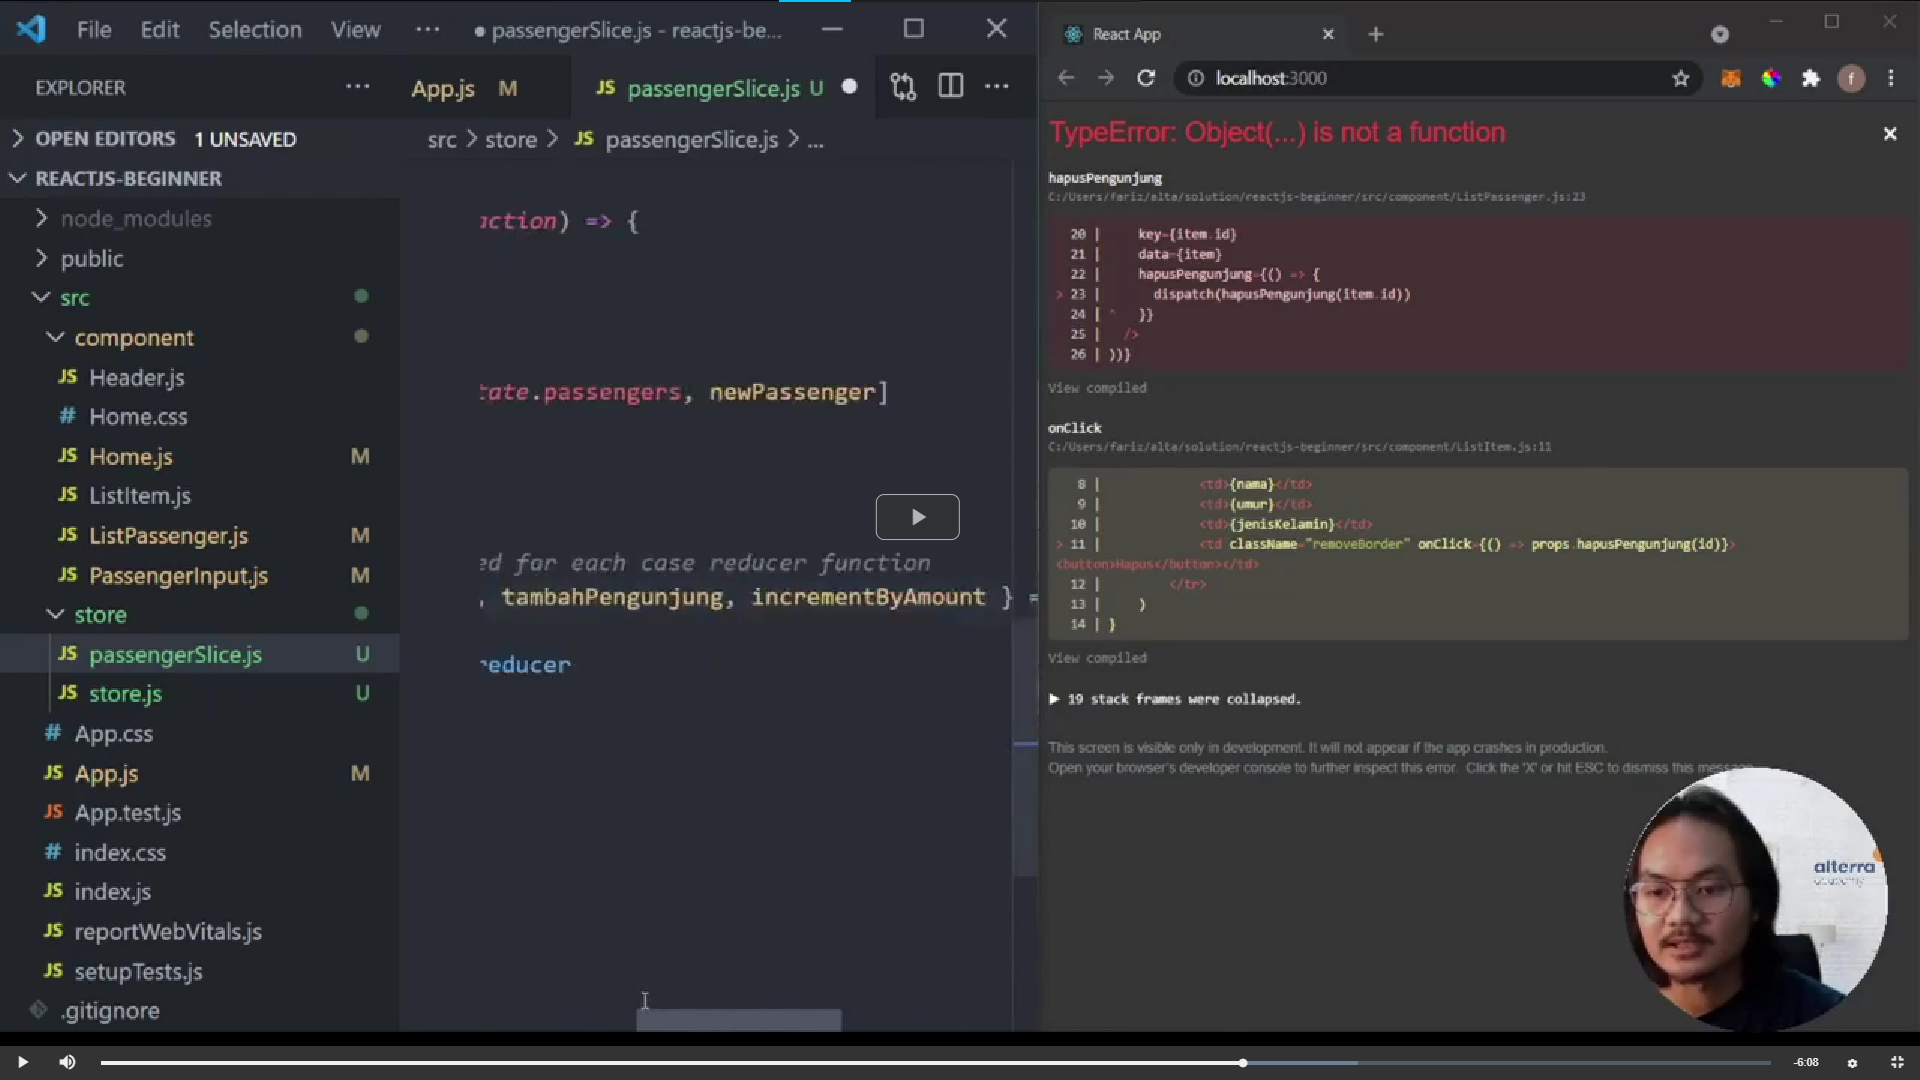 File Edit Selection View ··· ● passengerSlice.js - reactjs-be...
EXPLORER ···
OPEN EDITORS 1 UNSAVED
REACTJS-BEGINNER
node_modules
public
src
component
JS Header.js
# Home.css
JS Home.js M
JS ListItem.js
JS ListPassenger.js M
JS PassengerInput.js M
store
JS passengerSlice.js U
JS store.js U
# App.css
JS App.js M
JS App.test.js
# index.css
JS index.js
JS reportWebVitals.js
JS setupTests.js
.gitignore
App.js M JS passengerSlice.js U ● ···
src > store > JS passengerSlice.js > ...
action) => {
tate.passengers, newPassenger]
ed for each case reducer function
, tambahPengunjung, incrementByAmount } =
reducer
React App
localhost:3000
f
TypeError: Object(...) is not a function
hapusPengunjung
C:/Users/fariz/alta/solution/reactjs-beginner/src/component/ListPassenger.js:23
20 | key={item.id}
21 | data={item}
22 | hapusPengunjung={() => {
> 23 | dispatch(hapusPengunjung(item.id))
24 | ^ }}
25 | />
26 | ))}
View compiled
onClick
C:/Users/fariz/alta/solution/reactjs-beginner/src/component/ListItem.js:11
8 | <td>{nama}</td>
9 | <td>{umur}</td>
10 | <td>{jenisKelamin}</td>
> 11 | <td className="removeBorder" onClick={() => props.hapusPengunjung(id)}>
<button>Hapus</button></td>
12 | </tr>
13 | )
14 | }
View compiled
▶ 19 stack frames were collapsed.
This screen is visible only in development. It will not appear if the app crashes in production.
Open your browser's developer console to further inspect this error. Click the 'X' or hit ESC to dismiss this message.
alterra
academy
-6:08